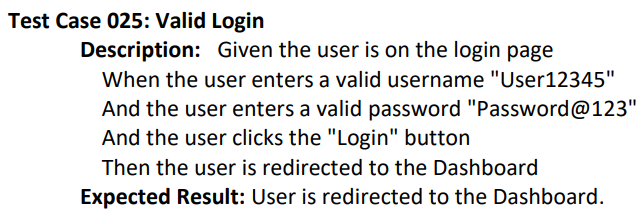 Test Case 025: Valid Login
Description: Given the user is on the login page
When the user enters a valid username "User12345"
And the user enters a valid password "Password@123"
And the user clicks the "Login" button
Then the user is redirected to the Dashboard
Expected Result: User is redirected to the Dashboard.